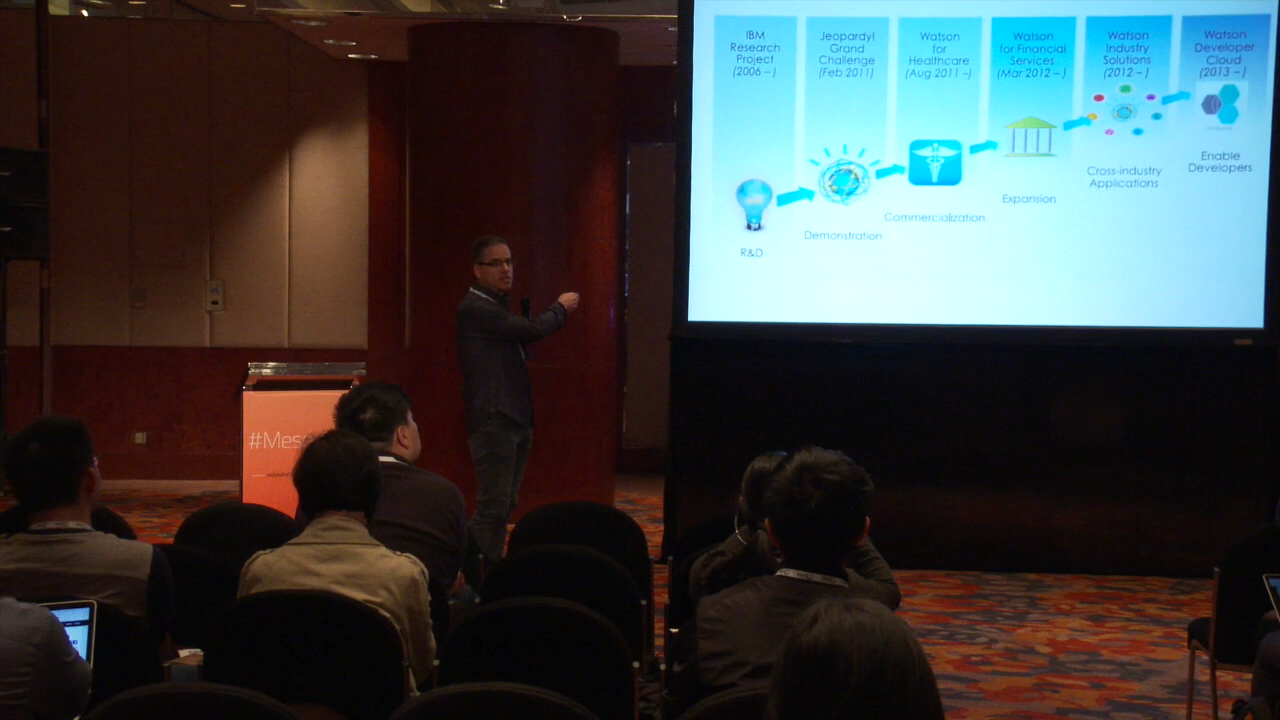 IBM
Research
Project
(2006 – )
Jeopardy!
Grand
Challenge
(Feb 2011)
Watson
for
Healthcare
(Aug 2011 –)
Watson
for Financial
Services
(Mar 2012 – )
Watson
Industry
Solutions
(2012 – )
Watson
Developer
Cloud
(2013 – )
R&D
Demonstration
Commercialization
Expansion
Cross-industry
Applications
Enable
Developers
#Mes